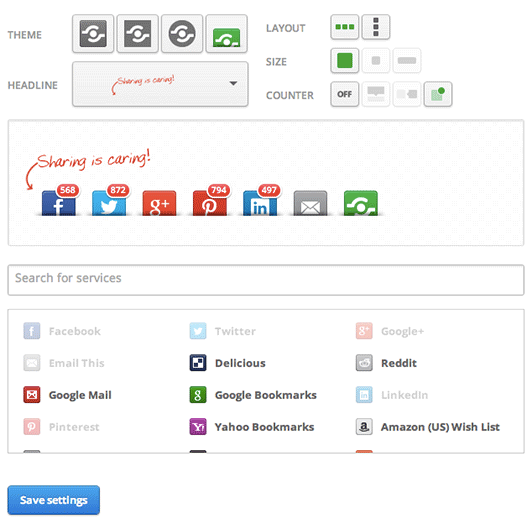 THEME
LAYOUT
SIZE
HEADLINE
Sharing is caring!
COUNTER
OFF
Sharing is caring!
568 872 794 497
f g+ in
Search for services
Facebook Twitter Google+
Email This Delicious Reddit
Google Mail Google Bookmarks LinkedIn
Pinterest Yahoo Bookmarks Amazon (US) Wish List
Save settings